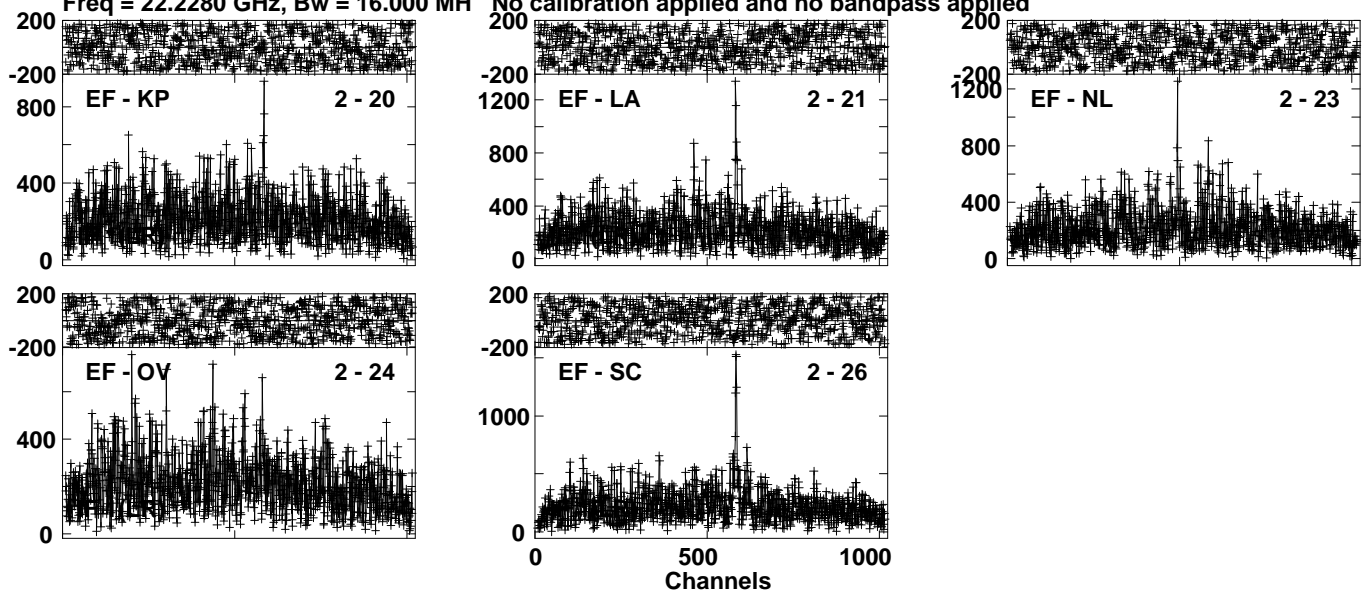 Freq = 22.2280 GHz, Bw = 16.000 MH No calibration applied and no bandpass applied
200 200 200
-200 -200 -200
EF - KP 2 - 20 EF - LA 2 - 21 EF - NL 2 - 23
800 1200 1200
800 800
400 400 400
0 0 0
200 200
-200 -200
EF - OV 2 - 24 EF - SC 2 - 26
400 1000
0 0
0 500 1000
Channels